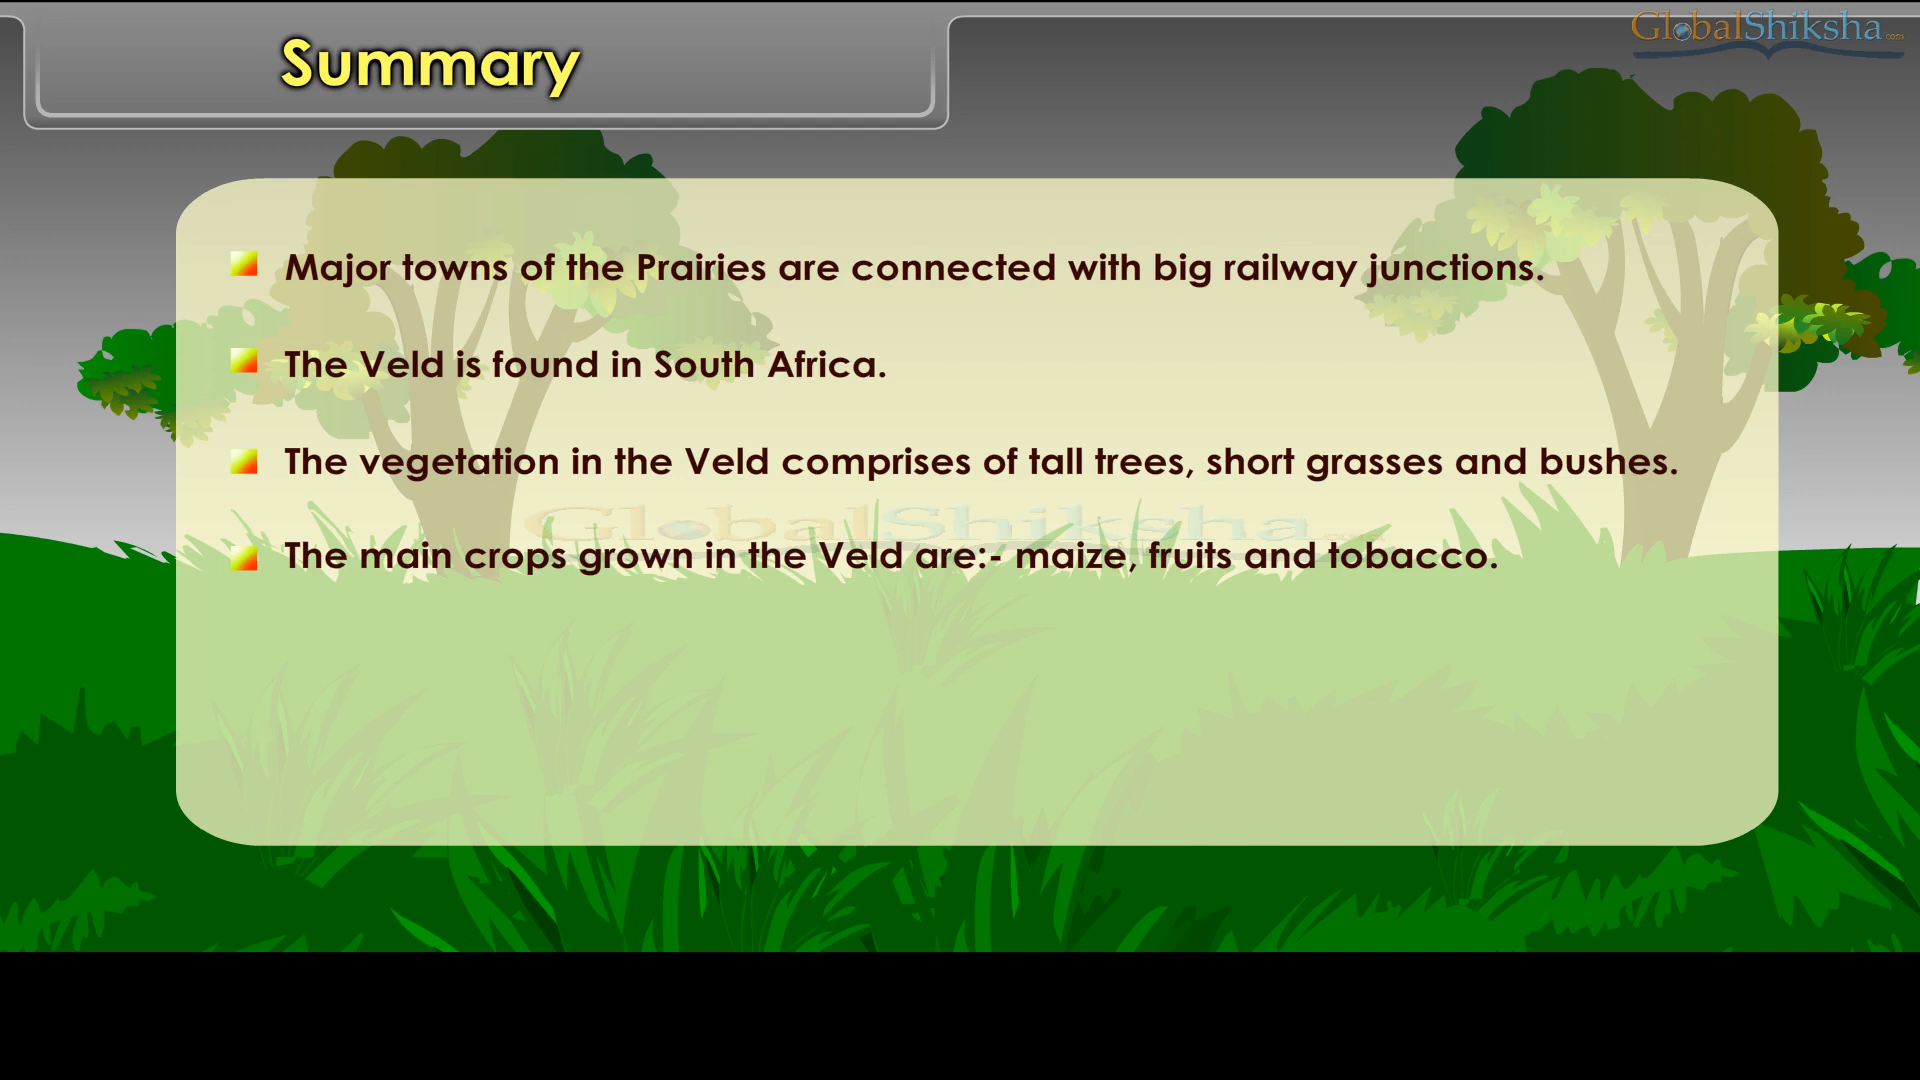 Summary
GlobalShiksha.com
Major towns of the Prairies are connected with big railway junctions.
The Veld is found in South Africa.
The vegetation in the Veld comprises of tall trees, short grasses and bushes.
GlobalShiksha
The main crops grown in the Veld are:- maize, fruits and tobacco.